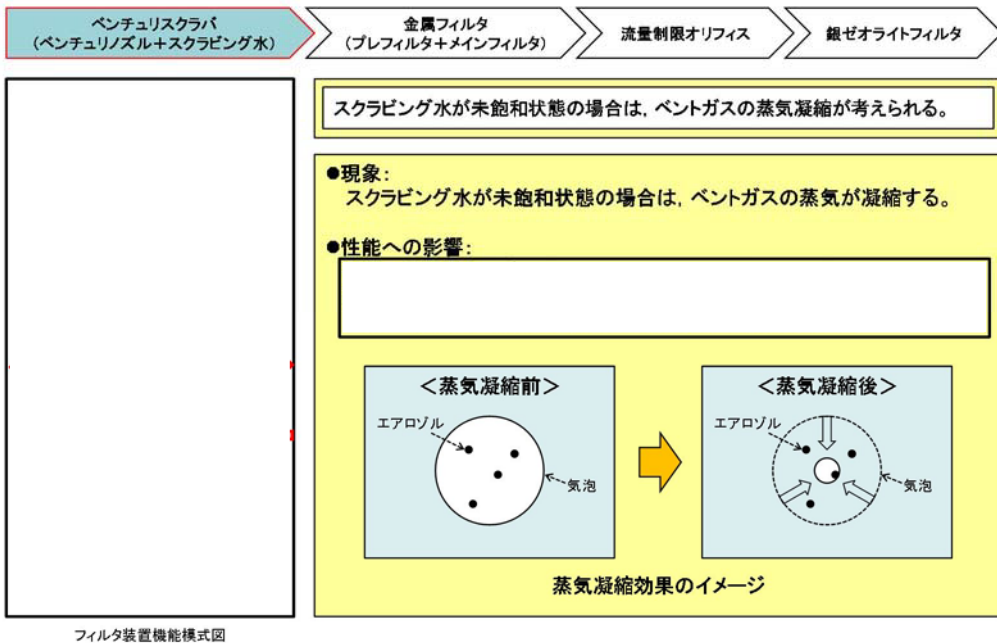 ベンチュリスクラバ
(ベンチュリノズル+スクラビング水)
金属フィルタ
(プレフィルタ+メインフィルタ)
流量制限オリフィス
銀ゼオライトフィルタ
スクラビング水が未飽和状態の場合は, ベントガスの蒸気凝縮が考えられる。
●現象:
スクラビング水が未飽和状態の場合は, ベントガスの蒸気が凝縮する。
●性能への影響:
<蒸気凝縮前>
エアロゾル
気泡
<蒸気凝縮後>
エアロゾル
気泡
蒸気凝縮効果のイメージ
フィルタ装置機能模式図